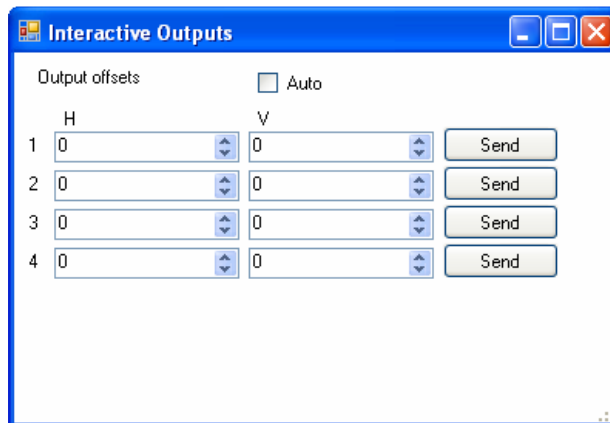 Interactive Outputs
Output offsets Auto
H V
1 0 0 Send
2 0 0 Send
3 0 0 Send
4 0 0 Send